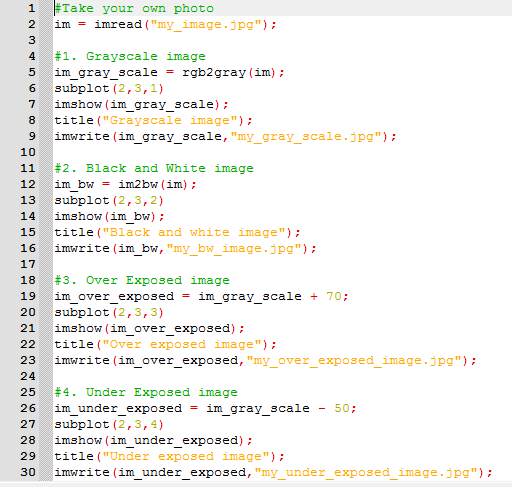 1 #Take your own photo
2 im = imread("my_image.jpg");
3
4 #1. Grayscale image
5 im_gray_scale = rgb2gray(im);
6 subplot(2,3,1)
7 imshow(im_gray_scale);
8 title("Grayscale image");
9 imwrite(im_gray_scale,"my_gray_scale.jpg");
10
11 #2. Black and White image
12 im_bw = im2bw(im);
13 subplot(2,3,2)
14 imshow(im_bw);
15 title("Black and white image");
16 imwrite(im_bw,"my_bw_image.jpg");
17
18 #3. Over Exposed image
19 im_over_exposed = im_gray_scale + 70;
20 subplot(2,3,3)
21 imshow(im_over_exposed);
22 title("Over exposed image");
23 imwrite(im_over_exposed,"my_over_exposed_image.jpg");
24
25 #4. Under Exposed image
26 im_under_exposed = im_gray_scale - 50;
27 subplot(2,3,4)
28 imshow(im_under_exposed);
29 title("Under exposed image");
30 imwrite(im_under_exposed,"my_under_exposed_image.jpg");